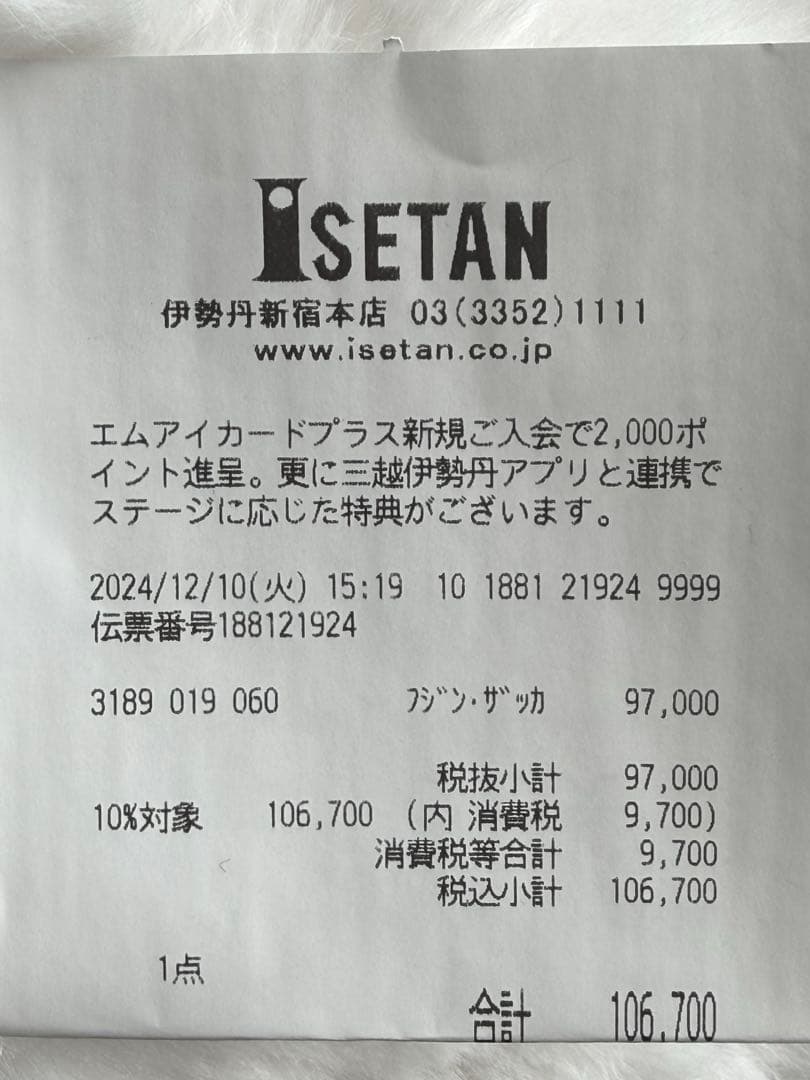 ISETAN
伊勢丹新宿本店 03(3352)1111
www.isetan.co.jp
エムアイカードプラス新規ご入会で2,000ポ
イント進呈。更に三越伊勢丹アプリと連携で
ステージに応じた特典がございます。
2024/12/10(火) 15:19 10 1881 21924 9999
伝票番号188121924
3189 019 060 フジン・ザッカ 97,000
税抜小計 97,000
10%対象 106,700 (内 消費税 9,700)
消費税等合計 9,700
税込小計 106,700
1点
合計 106,700